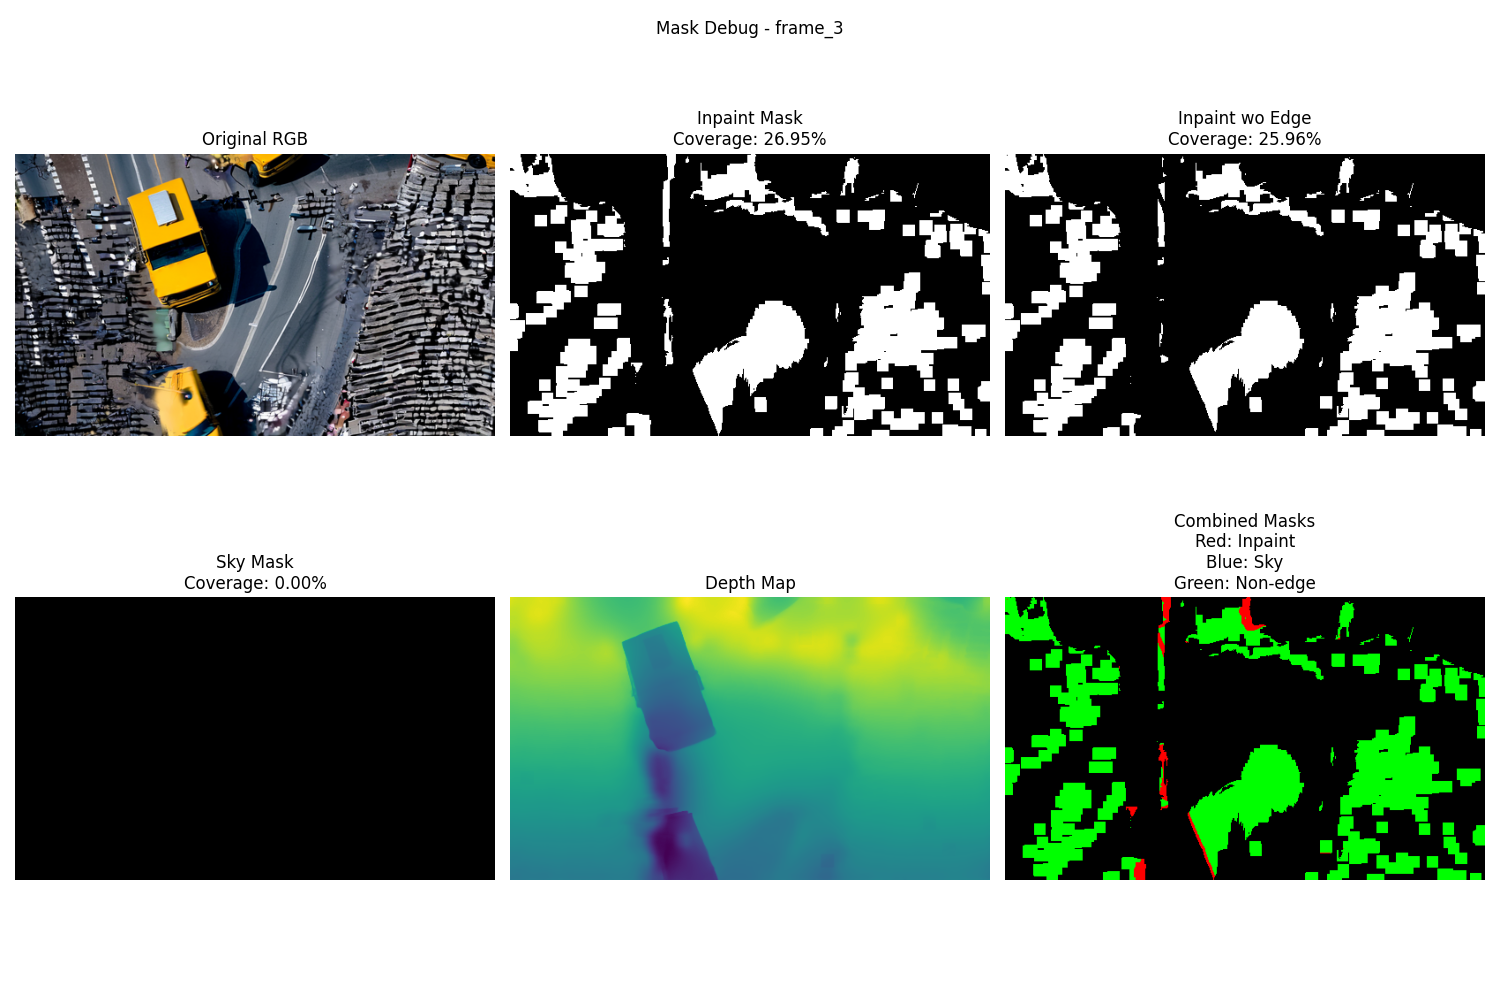 Mask Debug - frame_3
Original RGB
Inpaint Mask
Coverage: 26.95%
Inpaint wo Edge
Coverage: 25.96%
Sky Mask
Coverage: 0.00%
Depth Map
Combined Masks
Red: Inpaint
Blue: Sky
Green: Non-edge